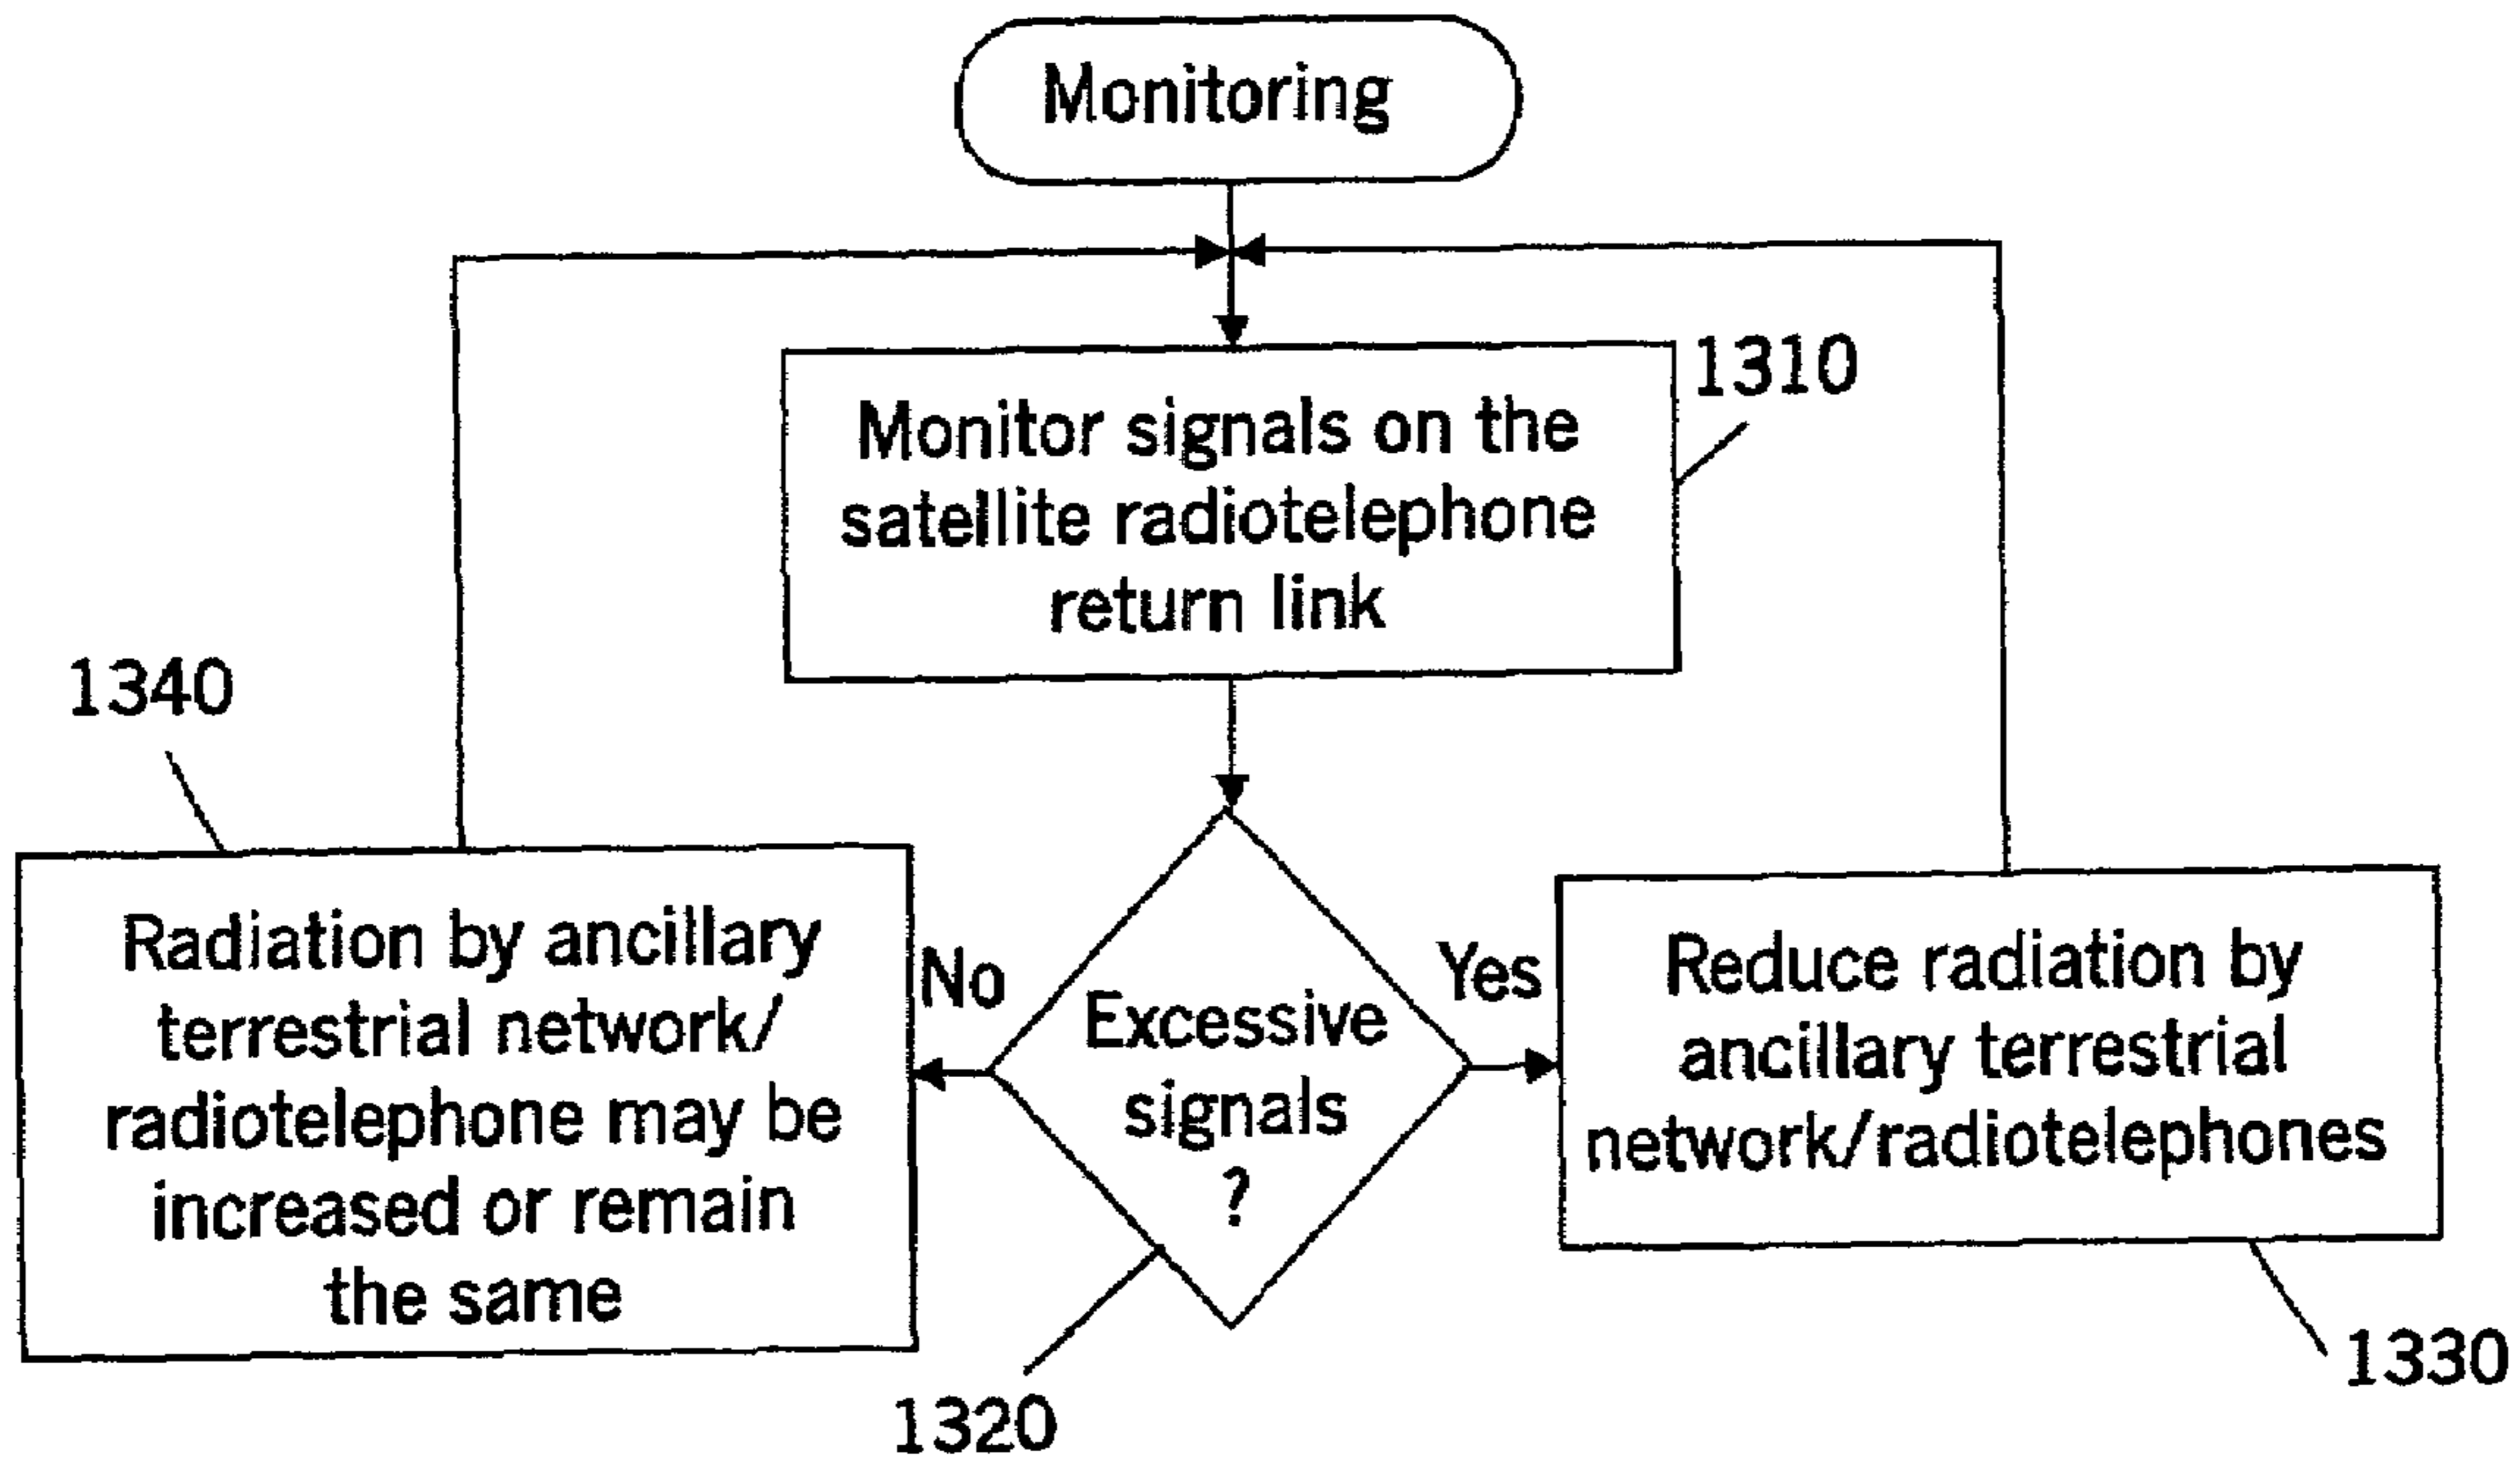 Monitoring
1310
Monitor signals on the
satellite radiotelephone
return link
1340
Radiation by ancillary
terrestrial network/
radiotelephone may be
increased or remain
the same
No
Excessive
signals
?
Yes
Reduce radiation by
ancillary terrestrial
network/radiotelephones
1320
1330